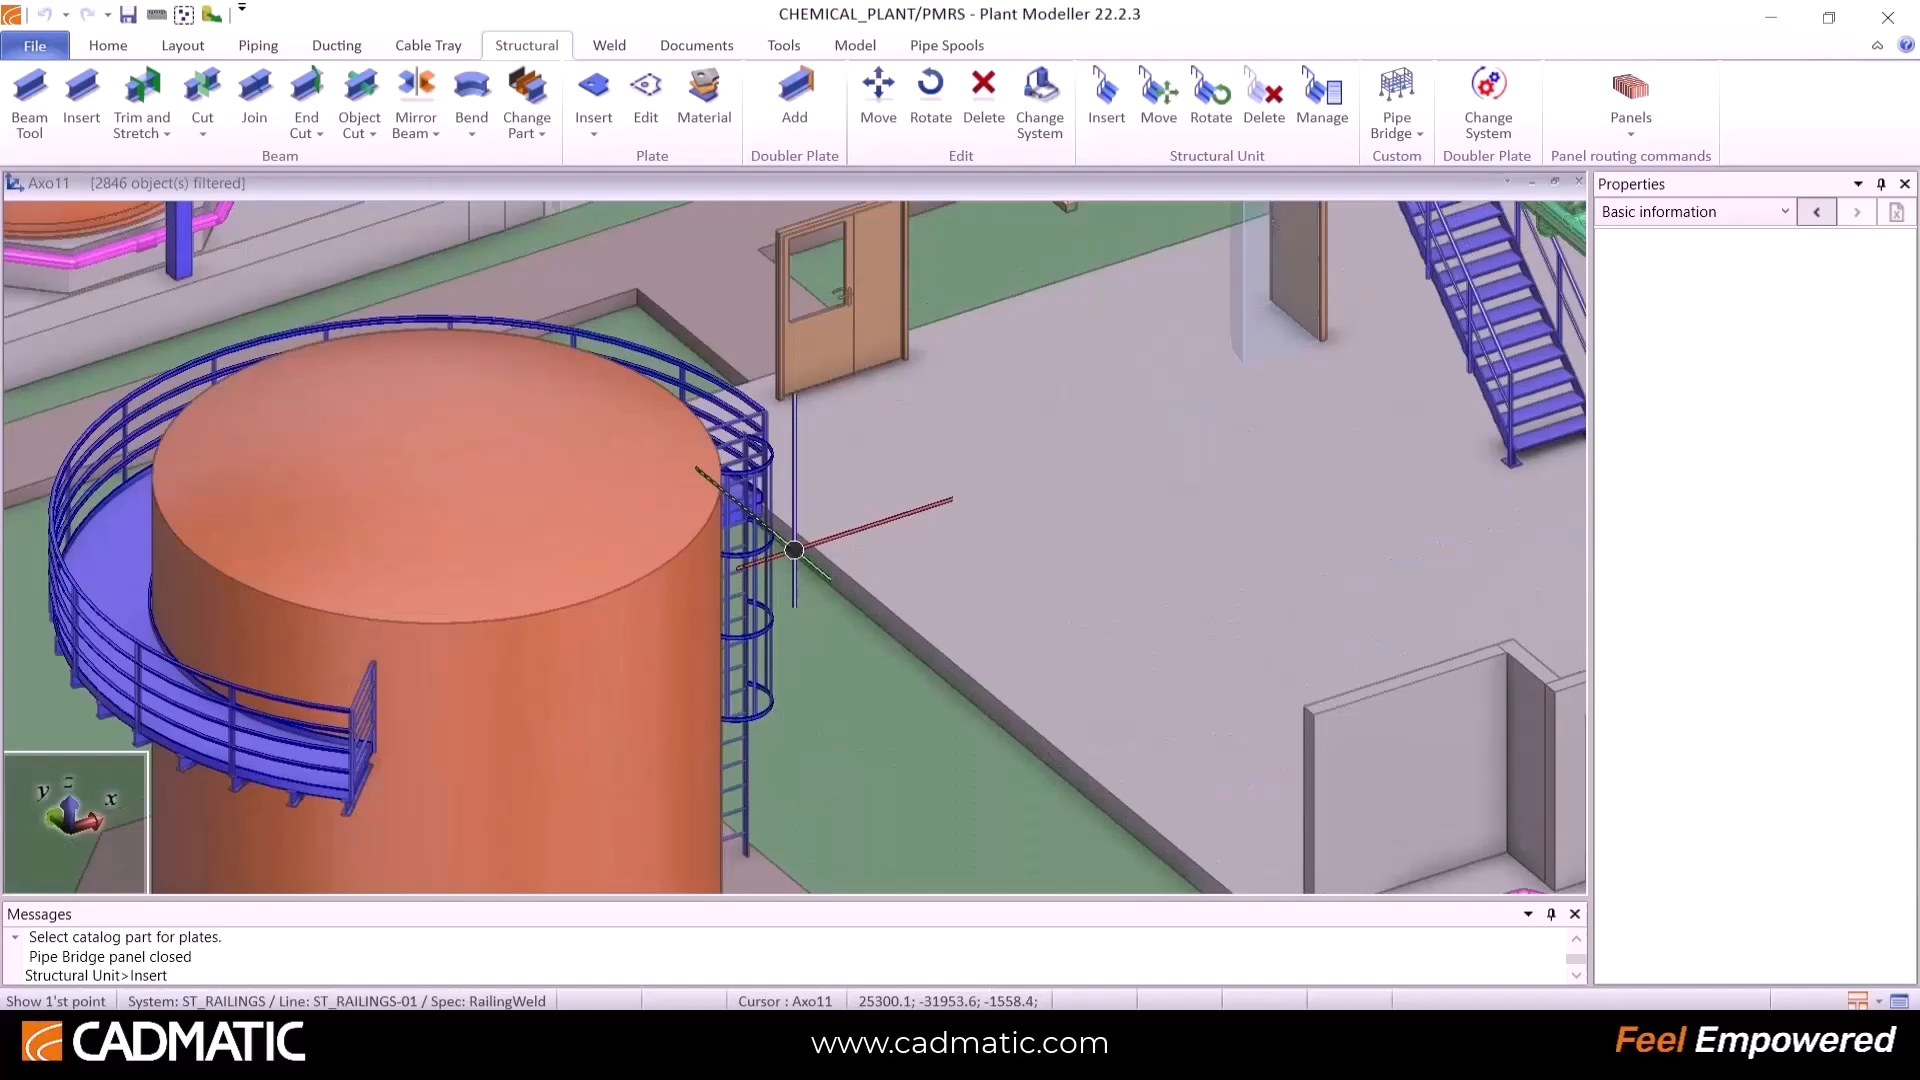 CHEMICAL_PLANT/PMRS - Plant Modeller 22.2.3
File Home Layout Piping Ducting Cable Tray Structural Weld Documents Tools Model Pipe Spools
Beam Tool Insert Trim and Stretch Cut Join End Cut Object Cut Mirror Beam Bend Change Part
Beam
Insert Edit Material
Plate
Add
Doubler Plate
Move Rotate Delete Change System
Edit
Insert Move Rotate Delete Manage
Structural Unit
Pipe Bridge
Custom
Change System
Doubler Plate
Panels
Panel routing commands
Axo11 [2846 object(s) filtered]
Properties
Basic information
y z x
Messages
Select catalog part for plates.
Pipe Bridge panel closed
Structural Unit>Insert
Show 1'st point System: ST_RAILINGS / Line: ST_RAILINGS-01 / Spec: RailingWeld Cursor : Axo11 25300.1; -31953.6; -1558.4;
CADMATIC
www.cadmatic.com
Feel Empowered